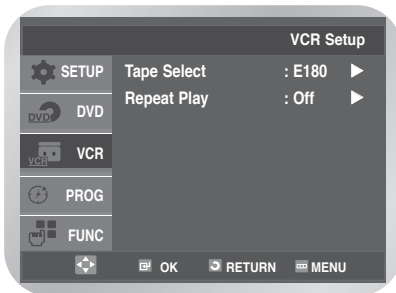 VCR Setup
SETUP
Tape Select : E180
Repeat Play : Off
DVD DVD
VCR VCR
PROG
FUNC
OK RETURN MENU